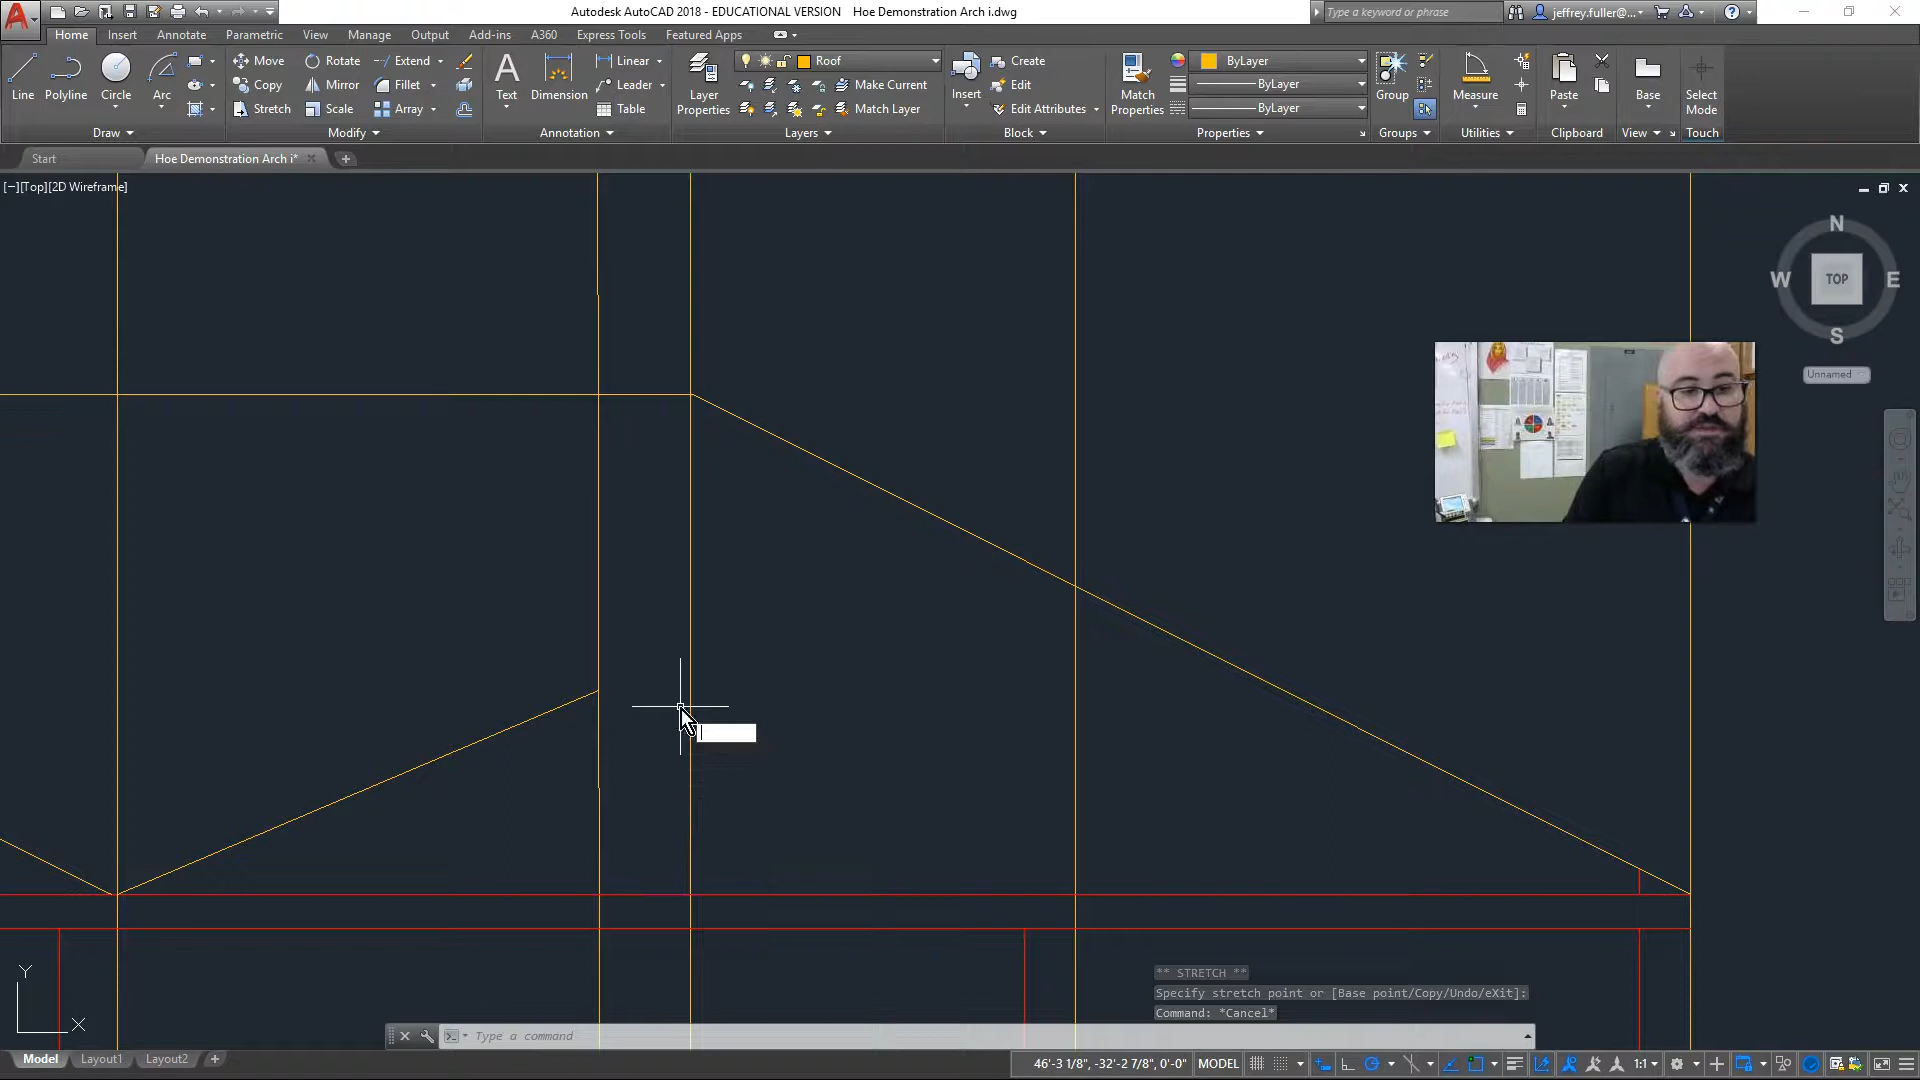 Autodesk AutoCAD 2018 - EDUCATIONAL VERSION Hoe Demonstration Arch i.dwg
Type a keyword or phrase
jeffrey.fuller@...
Home Insert Annotate Parametric View Manage Output Add-ins A360 Express Tools Featured Apps
Line Polyline Circle Arc
Move Rotate Extend
Copy Mirror Fillet
Stretch Scale Array
Text Dimension
Linear
Leader
Table
Layer Properties
Roof
Make Current
Match Layer
Insert
Create
Edit
Edit Attributes
Match Properties
ByLayer
ByLayer
ByLayer
Group
Measure
Paste
Base
Select Mode
Draw Modify Annotation Layers Block Properties Groups Utilities Clipboard View Touch
Start Hoe Demonstration Arch i*
[−][Top][2D Wireframe]
N
W TOP E
S
Unnamed
** STRETCH **
Specify stretch point or [Base point/Copy/Undo/eXit]:
Command: *Cancel*
Y
X
Type a command
Model Layout1 Layout2
46'-3 1/8", -32'-2 7/8", 0'-0" MODEL 1:1